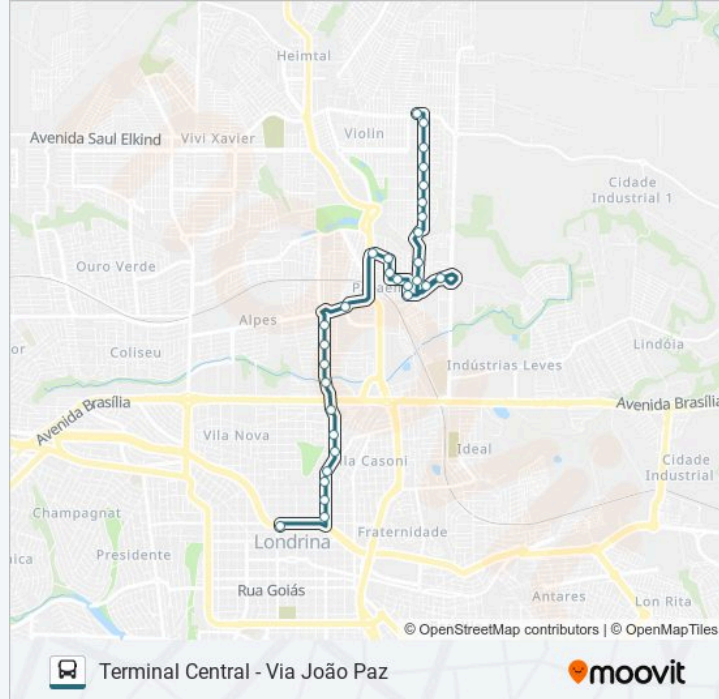 Heimtal
Avenida Saul Elkind
Vivi Xavier
Violin
Cidade
Industrial 1
Ouro Verde
Alpes
Coliseu
Indústrias Leves
Lindóia
Avenida Brasília
Avenida Brasília
Vila Nova
Ideal
Cidade
Industrial
Champagnat
Fraternidade
Londrina
Presidente
Rua Goiás
Antares
Lon Rita
© OpenStreetMap contributors | © OpenMapTiles
Terminal Central - Via João Paz
moovit